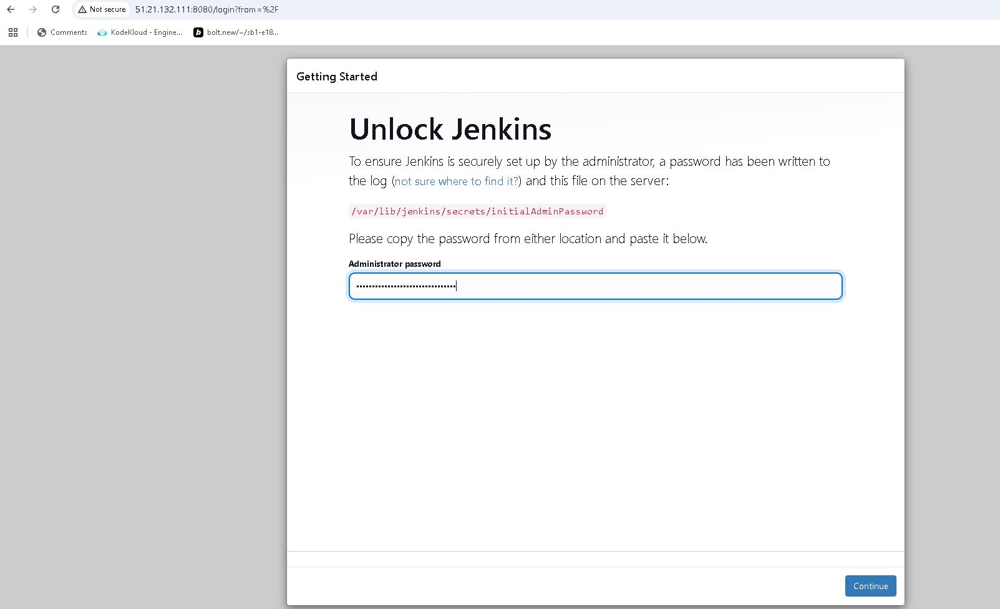 Not secure 51.21.132.111:8080/login?from=%2F
Comments KodeKloud - Engine... bolt.new/~/sb1-e18...
Getting Started
Unlock Jenkins
To ensure Jenkins is securely set up by the administrator, a password has been written to
the log (not sure where to find it?) and this file on the server:
/var/lib/jenkins/secrets/initialAdminPassword
Please copy the password from either location and paste it below.
Administrator password
Continue